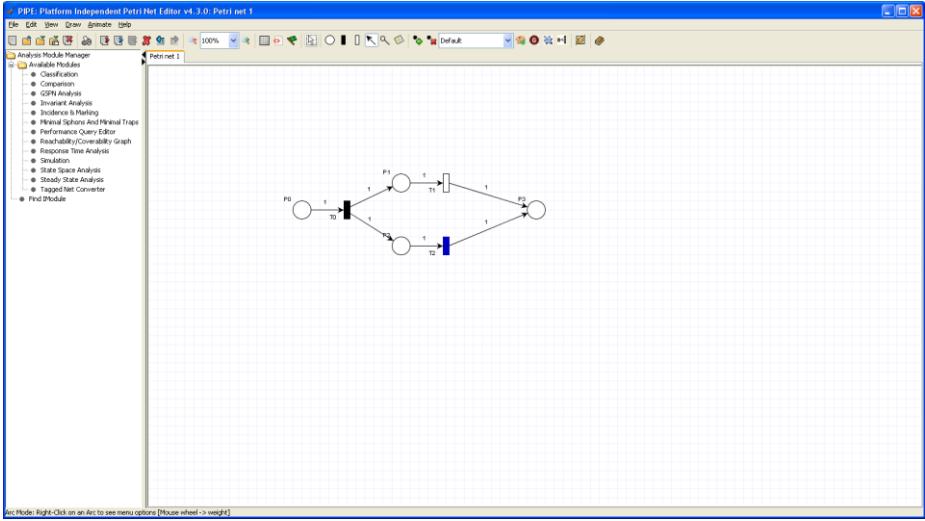 PIPE: Platform Independent Petri Net Editor v4.3.0: Petri net 1
File Edit View Draw Animate Help
100%
Default
Analysis Module Manager
Available Modules
Classification
Comparison
GSPN Analysis
Invariant Analysis
Incidence & Marking
Minimal Siphons And Minimal Traps
Performance Query Editor
Reachability/Coverability Graph
Response Time Analysis
Simulation
State Space Analysis
Steady State Analysis
Tagged Net Converter
Find IModule
Petri net 1
P1 1 T1 1
P0 1 T0 1 P3
1 P2 1 T2 1
Arc Mode: Right-Click on an Arc to see menu options [Mouse wheel -> weight]